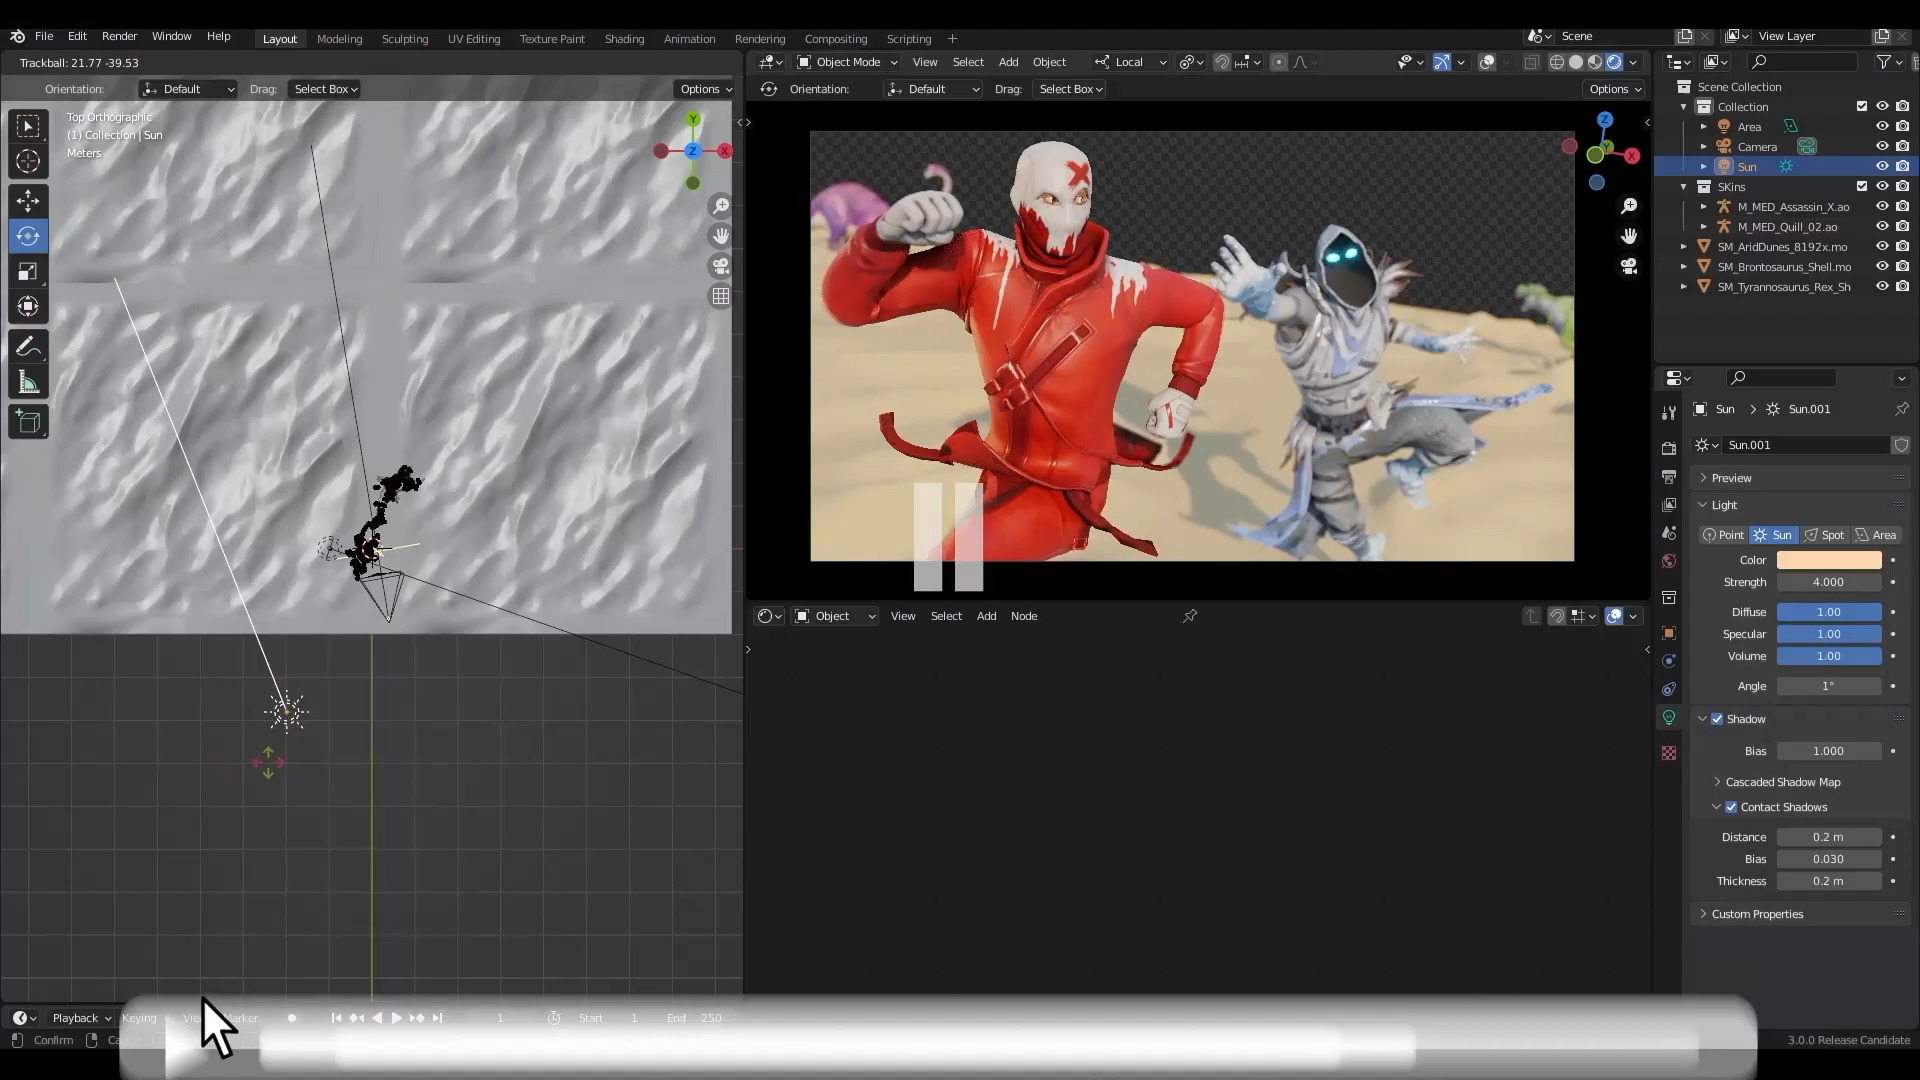 File Edit Render Window Help
Layout Modeling Sculpting UV Editing Texture Paint Shading Animation Rendering Compositing Scripting +
Scene
View Layer
Trackball: 21.77 -39.53
Orientation: Default Drag: Select Box Options
Top Orthographic
(1) Collection | Sun
Meters
Y
Z
X
Object Mode View Select Add Object Local
Orientation: Default Drag: Select Box Options
Z
Y
X
Object View Select Add Node
Scene Collection
Collection
Area
Camera
Sun
SKins
M_MED_Assassin_X.ao
M_MED_Quill_02.ao
SM_AridDunes_8192x.mo
SM_Brontosaurus_Shell.mo
SM_Tyrannosaurus_Rex_Sh
Sun > Sun.001
Sun.001
Preview
Light
Point Sun Spot Area
Color
Strength 4.000
Diffuse 1.00
Specular 1.00
Volume 1.00
Angle 1°
Shadow
Bias 1.000
Cascaded Shadow Map
Contact Shadows
Distance 0.2 m
Bias 0.030
Thickness 0.2 m
Custom Properties
Playback Keying Marker 1 Start 1 End 250
Confirm
3.0.0 Release Candidate